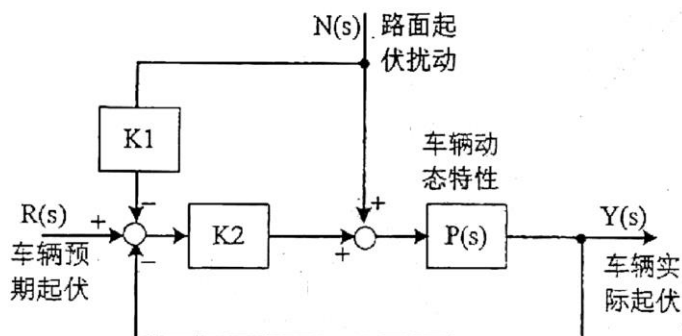 N(s)
路面起
伏扰动
K1
车辆动
态特性
R(s)
+
−
−
K2
+
+
P(s)
Y(s)
车辆预
期起伏
车辆实
际起伏